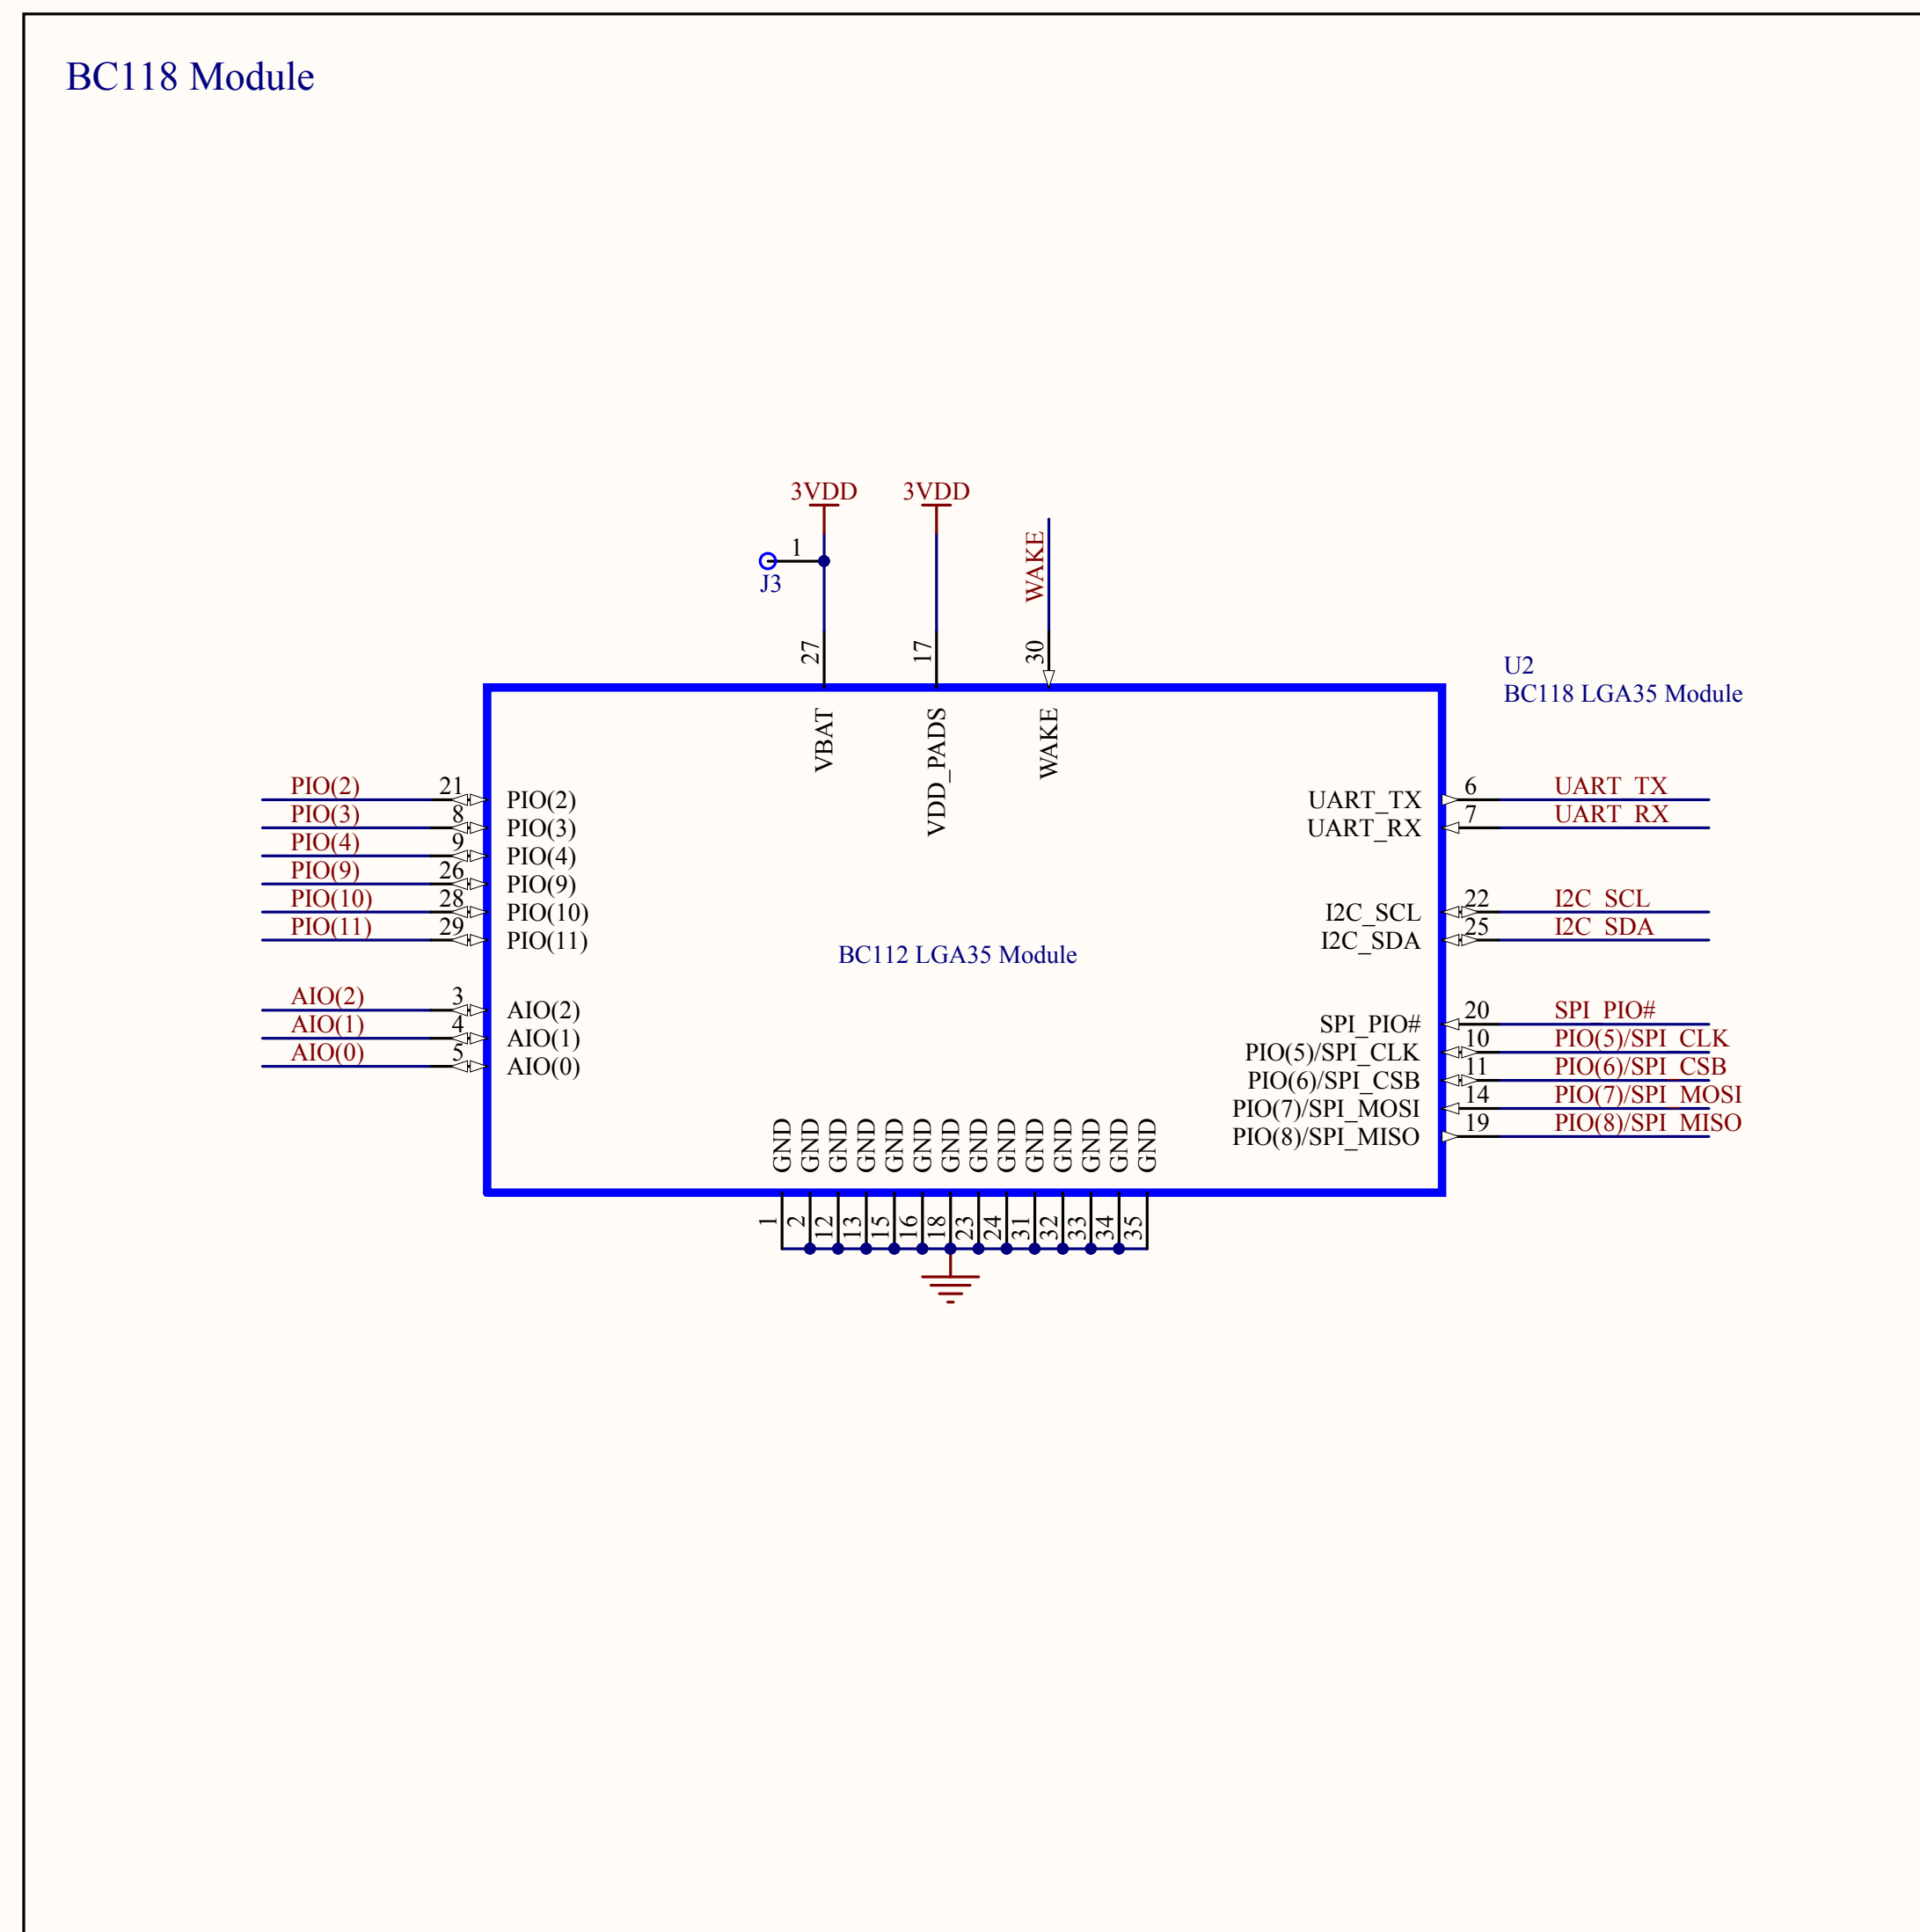 BC118 Module
3VDD 3VDD
WAKE
1
J3
27 17 30
U2
BC118 LGA35 Module
VBAT VDD_PADS WAKE
PIO(2) 21 PIO(2)
PIO(3) 8 PIO(3)
PIO(4) 9 PIO(4)
PIO(9) 26 PIO(9)
PIO(10) 28 PIO(10)
PIO(11) 29 PIO(11)
AIO(2) 3 AIO(2)
AIO(1) 4 AIO(1)
AIO(0) 5 AIO(0)
BC112 LGA35 Module
UART_TX 6 UART_TX
UART_RX 7 UART_RX
I2C_SCL 22 I2C_SCL
I2C_SDA 25 I2C_SDA
SPI_PIO# 20 SPI_PIO#
PIO(5)/SPI_CLK 10 PIO(5)/SPI_CLK
PIO(6)/SPI_CSB 11 PIO(6)/SPI_CSB
PIO(7)/SPI_MOSI 14 PIO(7)/SPI_MOSI
PIO(8)/SPI_MISO 19 PIO(8)/SPI_MISO
GND GND GND GND GND GND GND GND GND GND GND GND GND GND
1 2 12 13 15 16 18 23 24 31 32 33 34 35